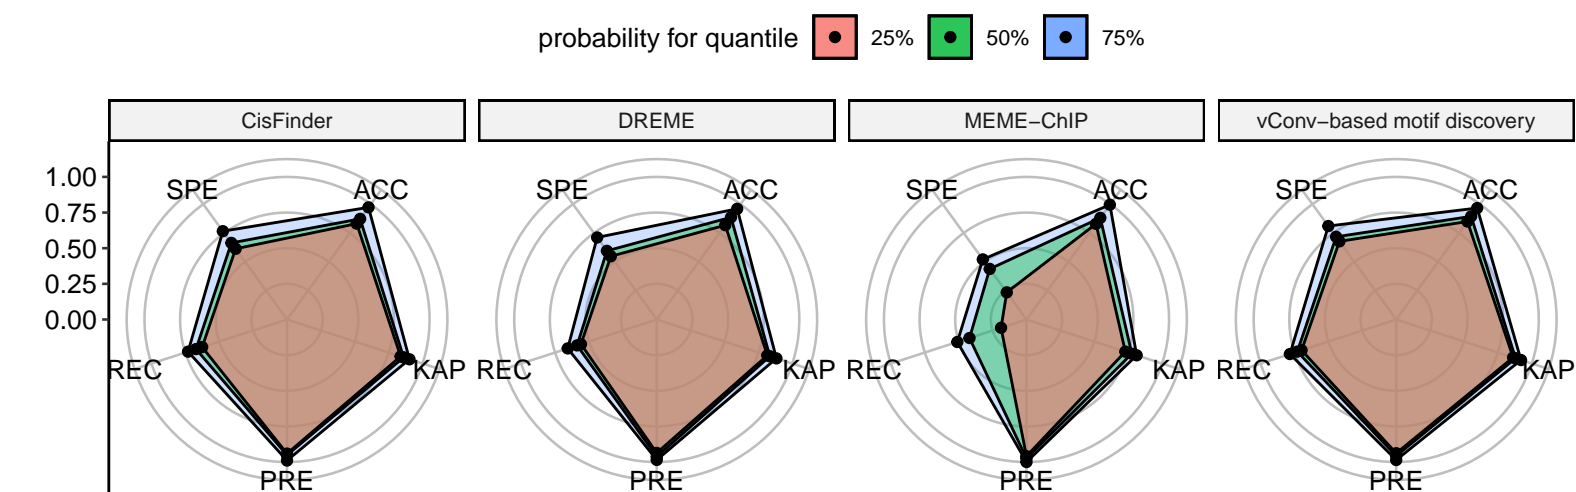 probability for quantile 25% 50% 75%
CisFinder DREME MEME−ChIP vConv−based motif discovery
1.00
0.75
0.50
0.25
0.00
SPE ACC SPE ACC SPE ACC SPE ACC
REC KAP REC KAP REC KAP REC KAP
PRE PRE PRE PRE